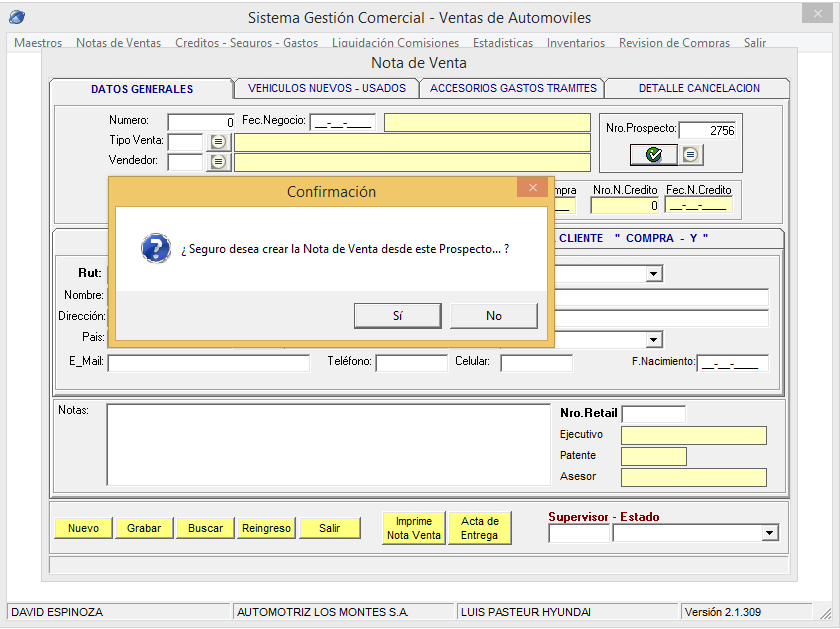 Sistema Gestión Comercial - Ventas de Automoviles
Maestros Notas de Ventas Creditos - Seguros - Gastos Liquidación Comisiones Estadisticas Inventarios Revision de Compras Salir
Nota de Venta
DATOS GENERALES VEHICULOS NUEVOS - USADOS ACCESORIOS GASTOS TRAMITES DETALLE CANCELACION
Numero: 0 Fec.Negocio: __-__-____
Tipo Venta:
Vendedor:
Nro.Prospecto: 2756
mpra Nro.N.Credito Fec.N.Credito
0 __-__-____
Confirmación
¿ Seguro desea crear la Nota de Venta desde este Prospecto... ?
Sí No
CLIENTE " COMPRA - Y "
Rut:
Nombre:
Dirección:
Pais:
E_Mail: Teléfono: Celular: F.Nacimiento: __-__-____
Notas:
Nro.Retail
Ejecutivo
Patente
Asesor
Nuevo Grabar Buscar Reingreso Salir
Imprime
Nota Venta
Acta de
Entrega
Supervisor - Estado
DAVID ESPINOZA AUTOMOTRIZ LOS MONTES S.A. LUIS PASTEUR HYUNDAI Versión 2.1.309